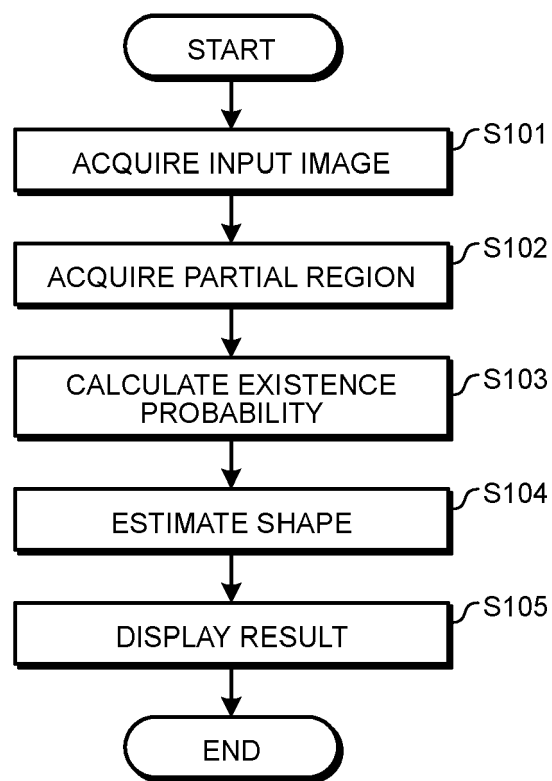 START
ACQUIRE INPUT IMAGE
S101
ACQUIRE PARTIAL REGION
S102
CALCULATE EXISTENCE
PROBABILITY
S103
ESTIMATE SHAPE
S104
DISPLAY RESULT
S105
END